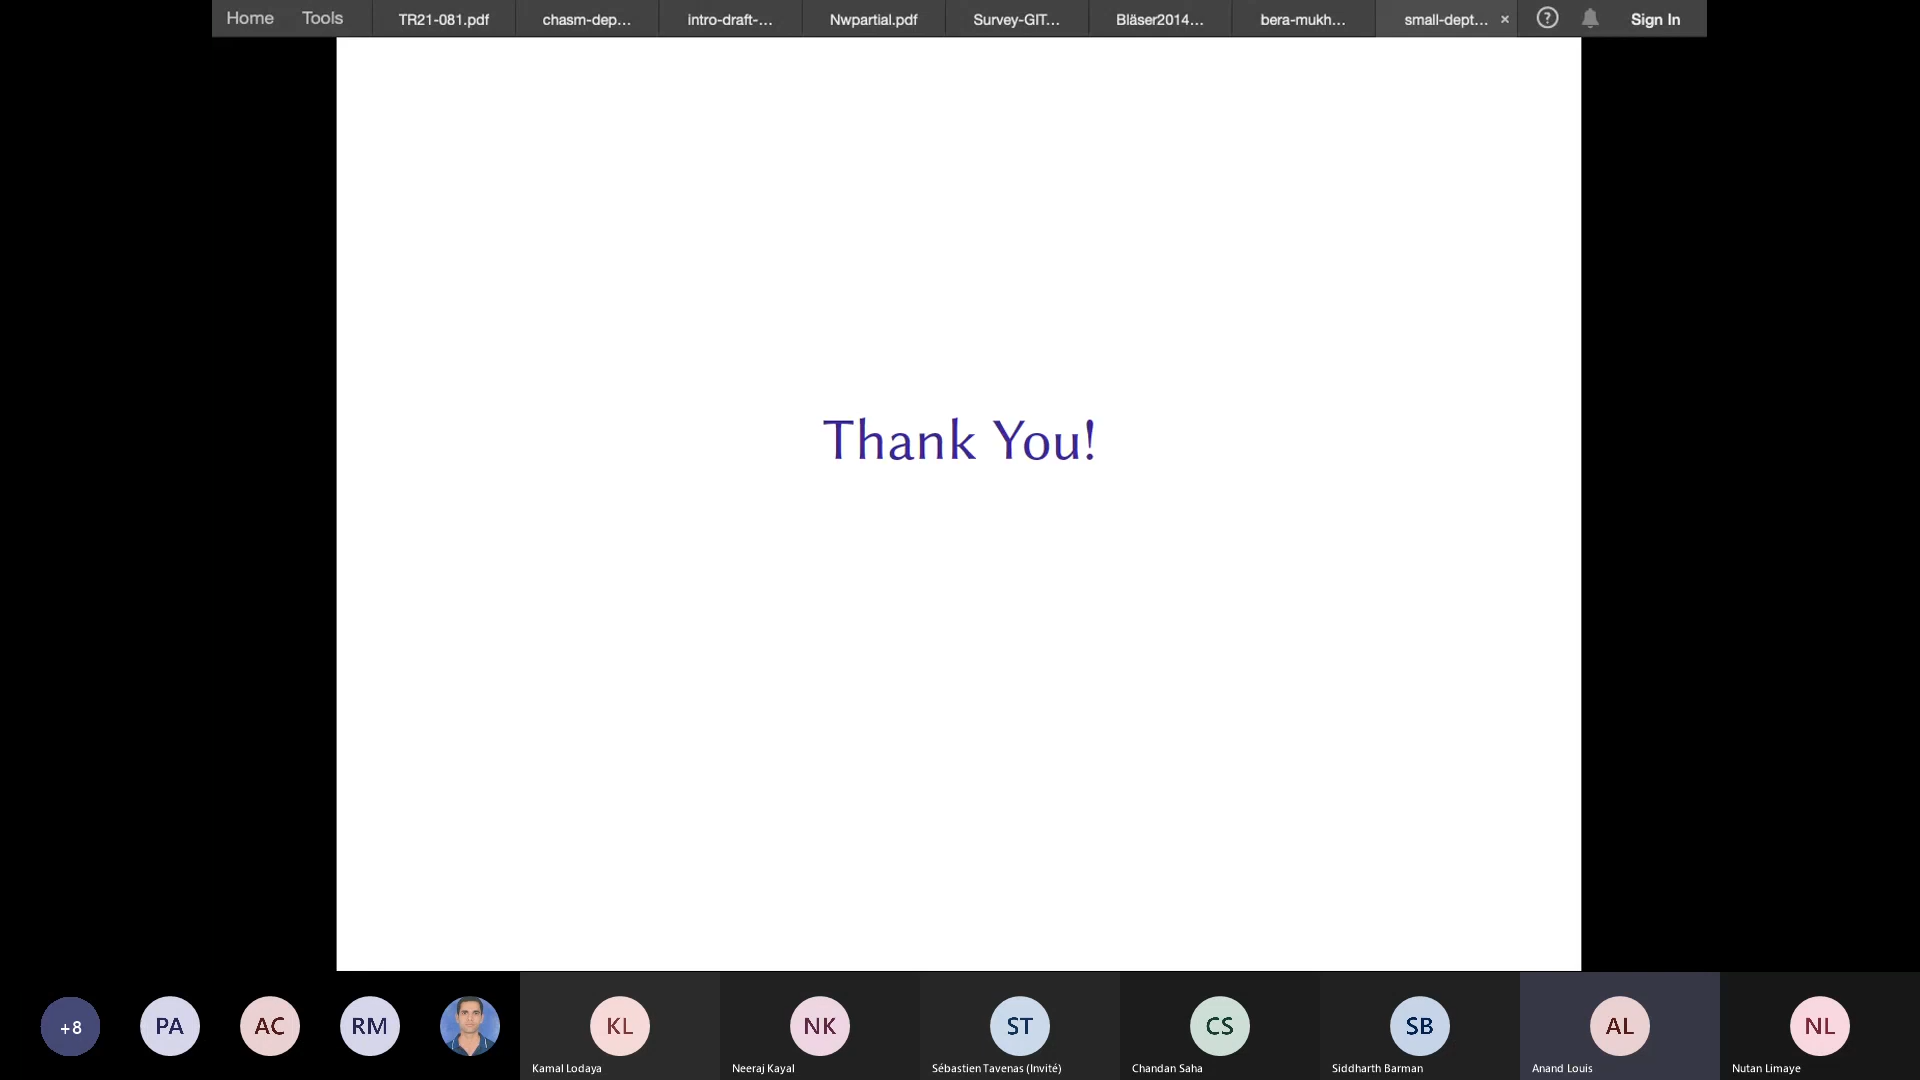 Home Tools TR21-081.pdf chasm-dep... intro-draft-... Nwpartial.pdf Survey-GIT... Bläser2014... bera-mukh... small-dept... × ? Sign In
Thank You!
+8 PA AC RM KL NK ST CS SB AL NL
Kamal Lodaya Neeraj Kayal Sébastien Tavenas (Invité) Chandan Saha Siddharth Barman Anand Louis Nutan Limaye